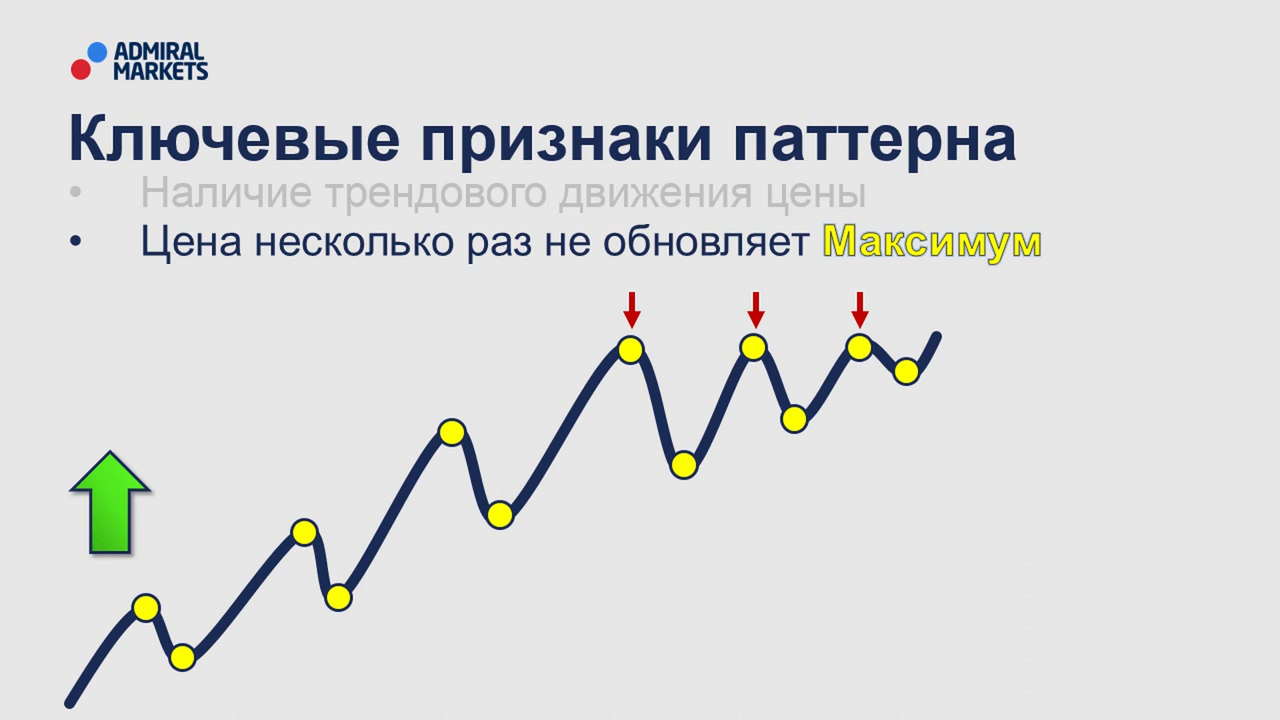 ADMIRAL
MARKETS
Ключевые признаки паттерна
• Наличие трендового движения цены
• Цена несколько раз не обновляет Максимум